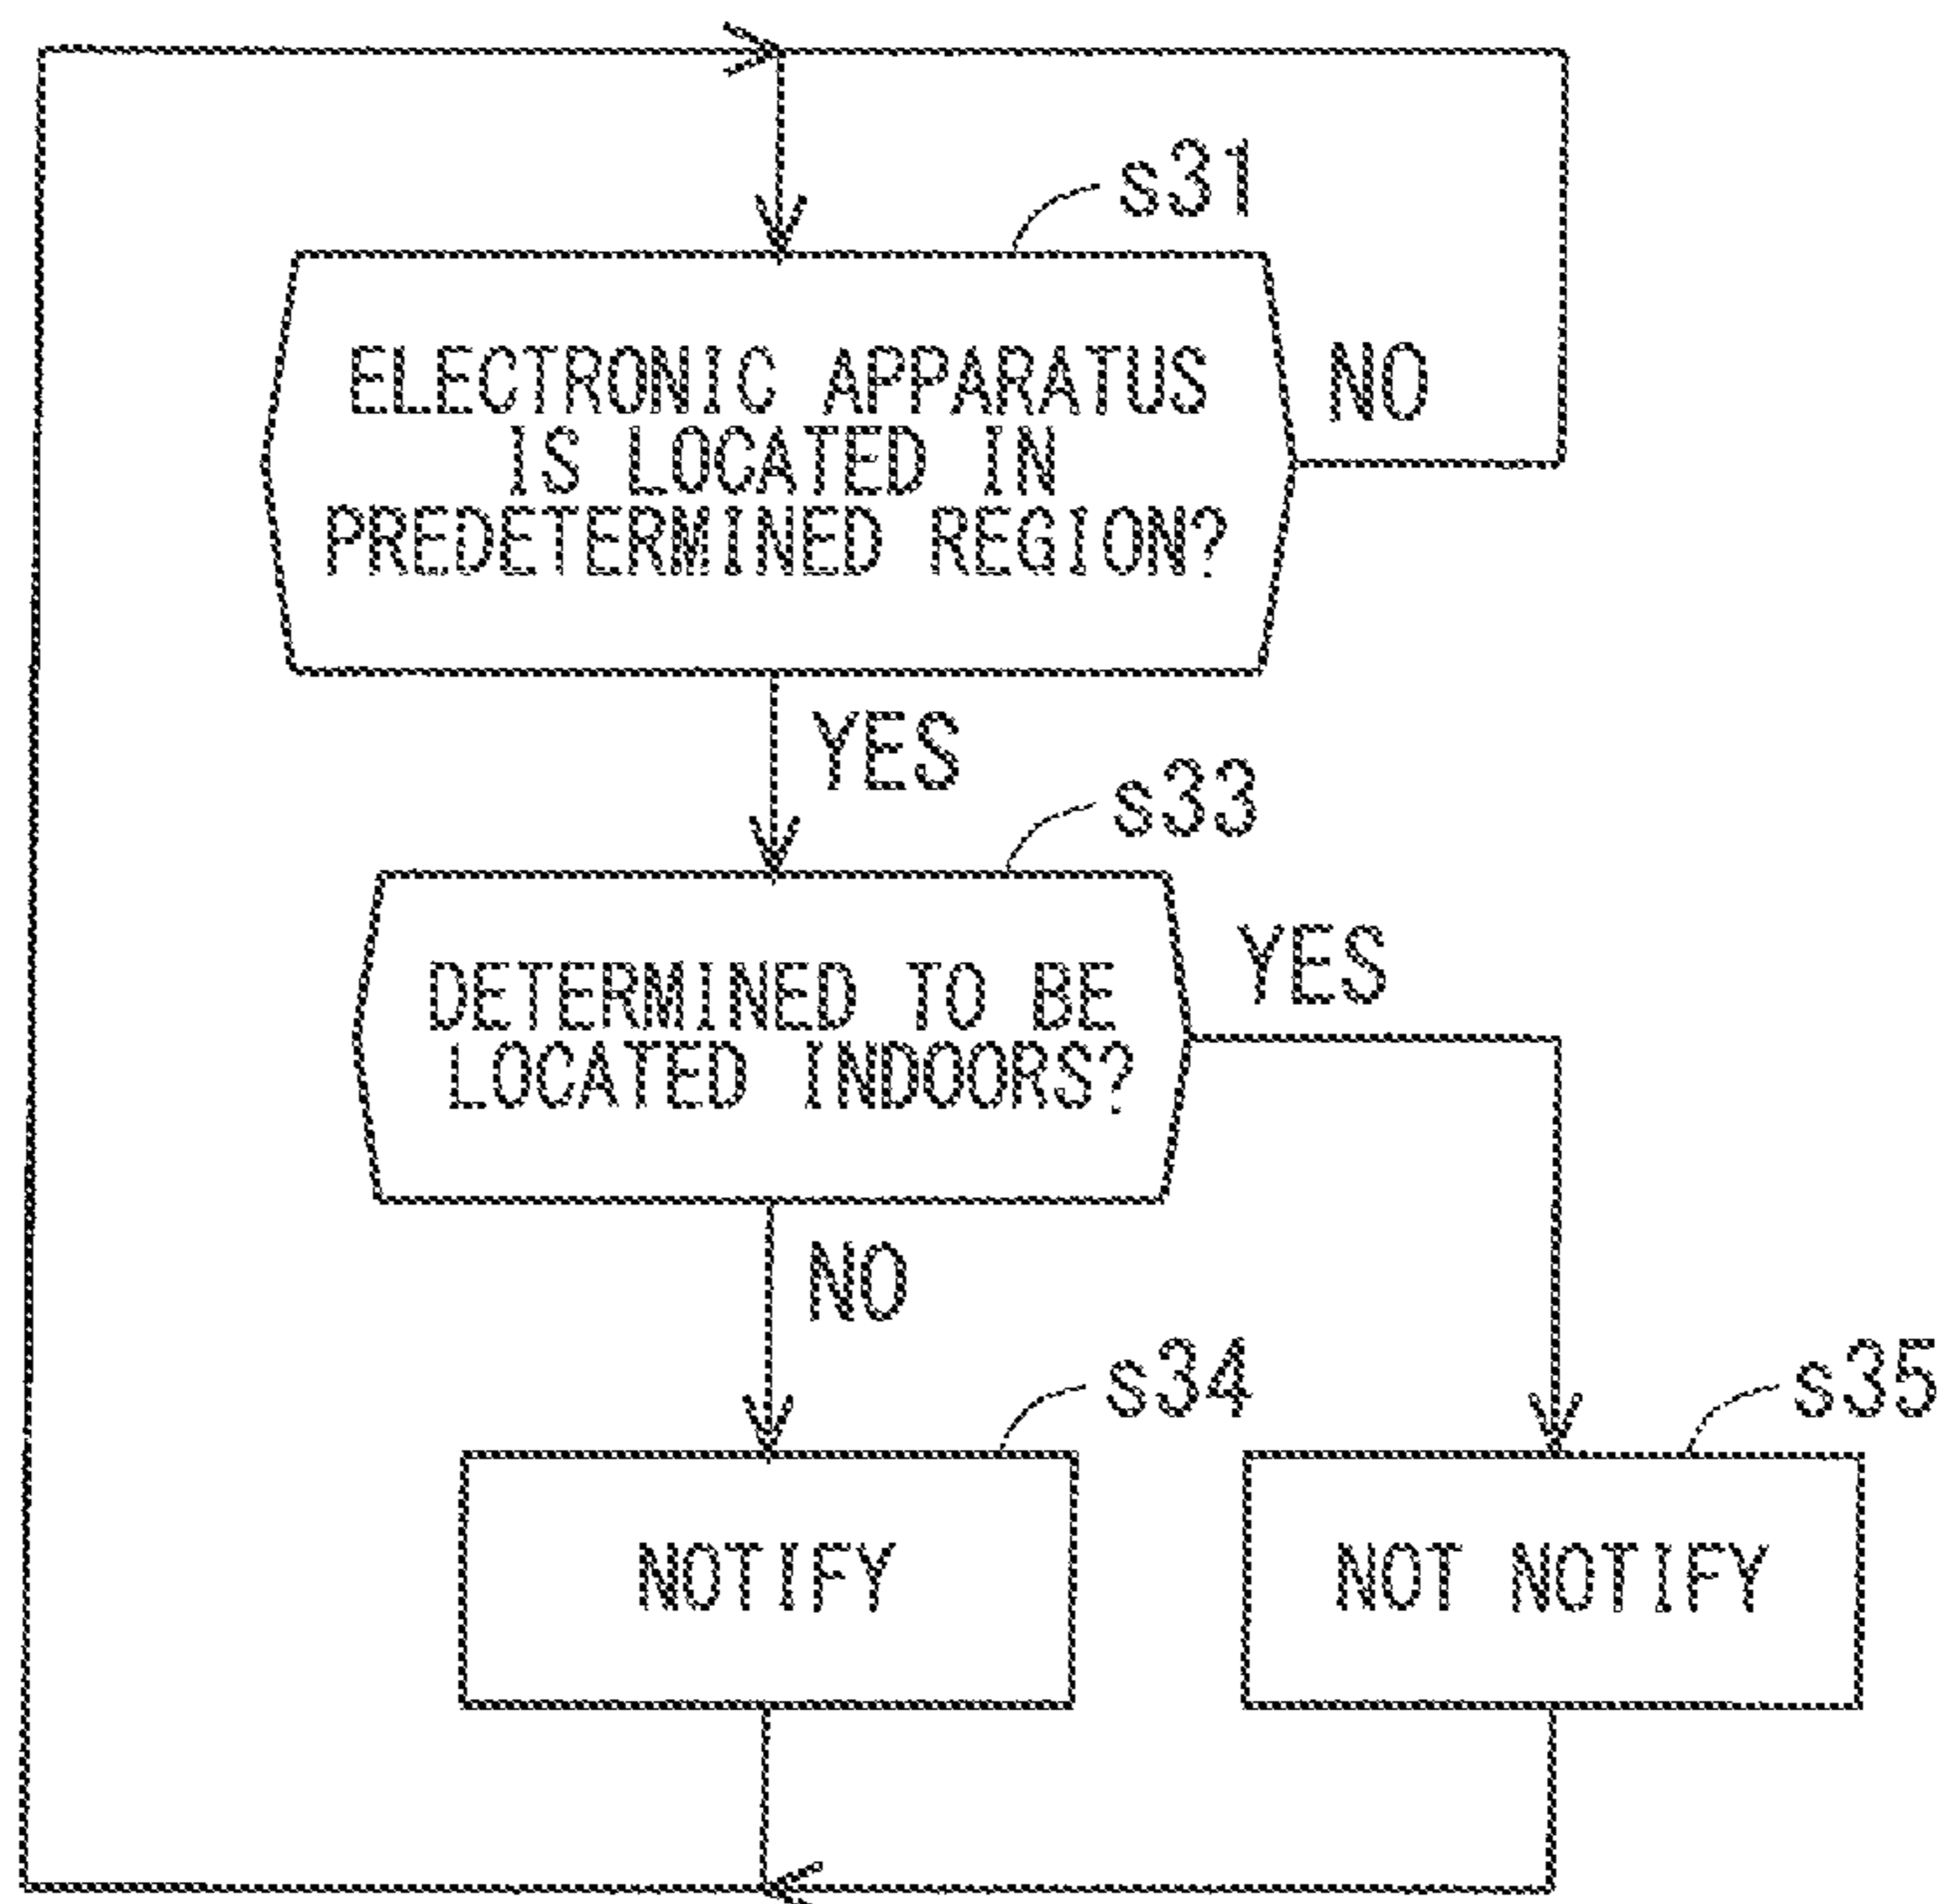 s31
ELECTRONIC APPARATUS
IS LOCATED IN
PREDETERMINED REGION?
NO
YES
s33
DETERMINED TO BE
LOCATED INDOORS?
YES
NO
s34
NOTIFY
s35
NOT NOTIFY